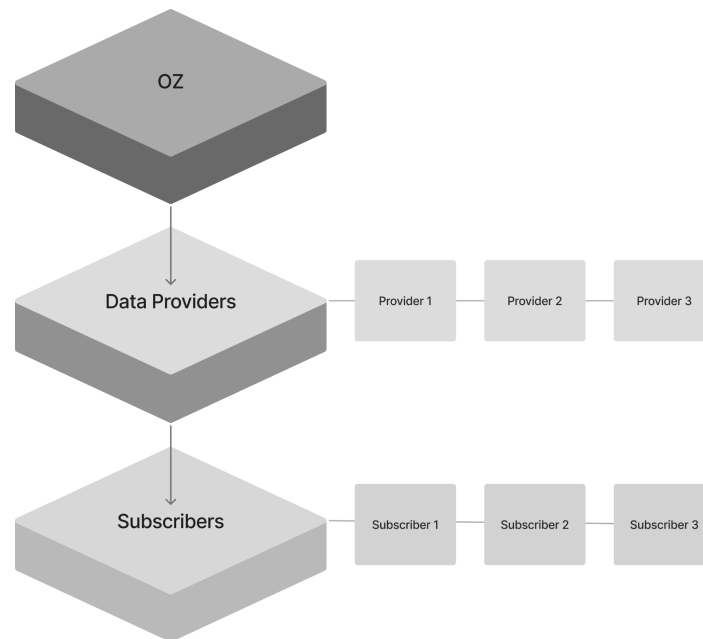 OZ
Data Providers
Provider 1
Provider 2
Provider 3
Subscribers
Subscriber 1
Subscriber 2
Subscriber 3